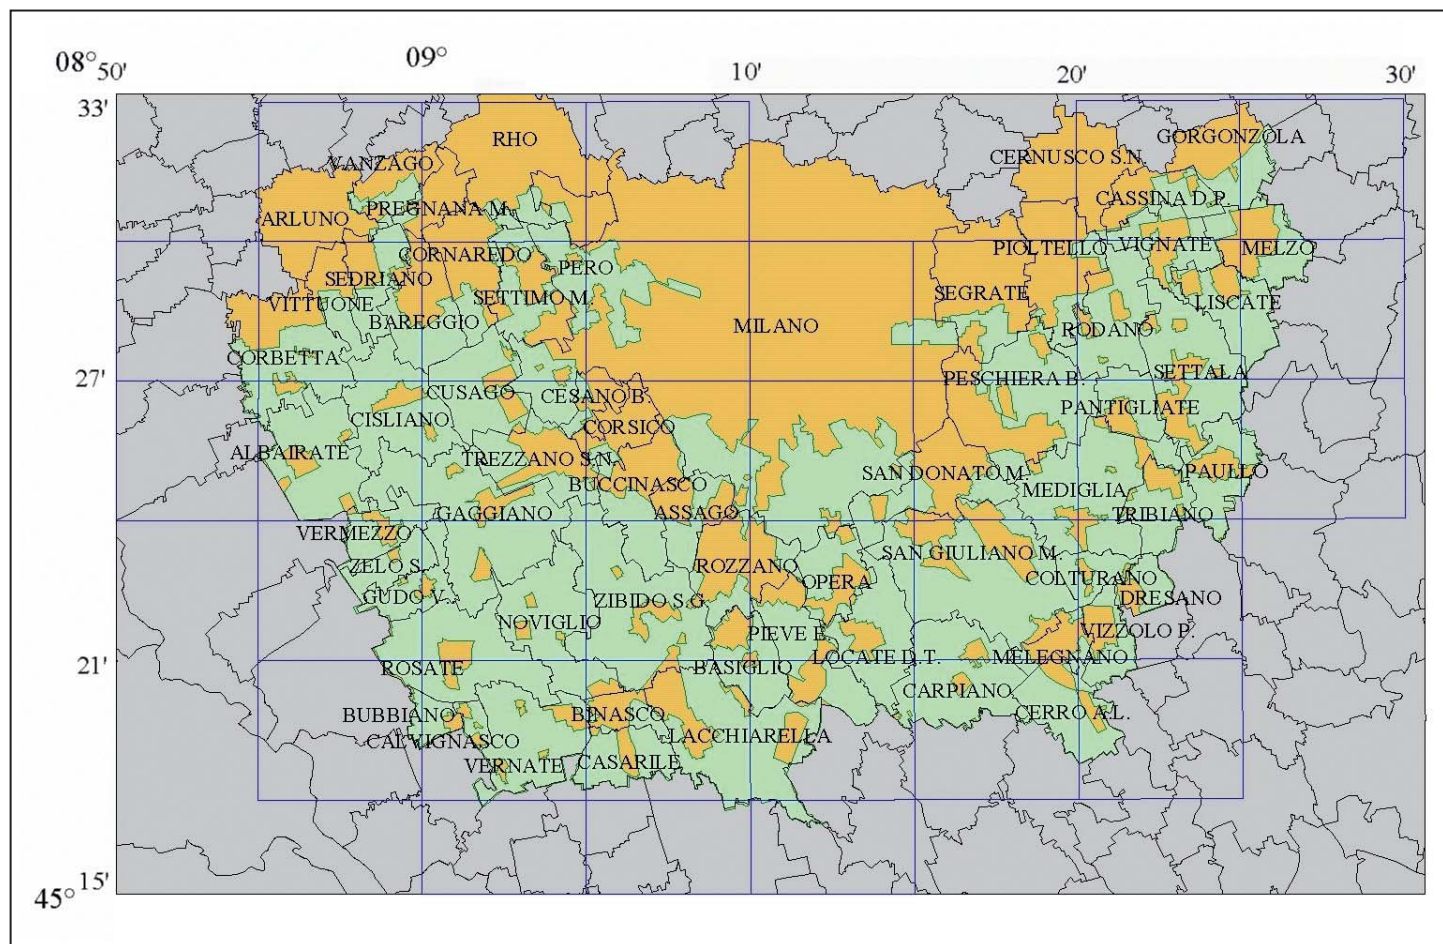 09°
08° 50' 10' 20' 30'
33'
RHO
GORGONZOLA
VANZAGO
CERNUSCO S.N.
CASSINA D.P.
ARLUNO
PREGNANA M.
CORNAREDO
PIOLTELLO
VIGNATE
MELZO
SEDRIANO
PERO
VITTUONE
SETTIMO M.
SEGRATE
LISCATE
BAREGGIO
MILANO
RODANO
CORBETTA
27'
CUSAGO
CESANO B.
PESCHIERA B.
SETTALA
CISLIANO
CORSICO
PANTIGLIATE
ALBAIRATE
TREZZANO S.N.
SAN DONATO M.
PAULLO
BUCCINASCO
MEDIGLIA
GAGGIANO
ASSAGO
TRIBIANO
VERMEZZO
SAN GIULIANO M.
ZELO S.
ROZZANO
OPERA
COLTURANO
GUDO V.
ZIBIDO S.G
DRESANO
NOVIGLIO
PIEVE E.
VIZZOLO P.
21'
ROSATE
BASIGLIO
LOCATE D.T.
MELEGNANO
CARPIANO
BUBBIANO
BINASCO
CERRO A.L.
CALVIGNASCO
LACCHIARELLA
VERNATE
CASARILE
45° 15'